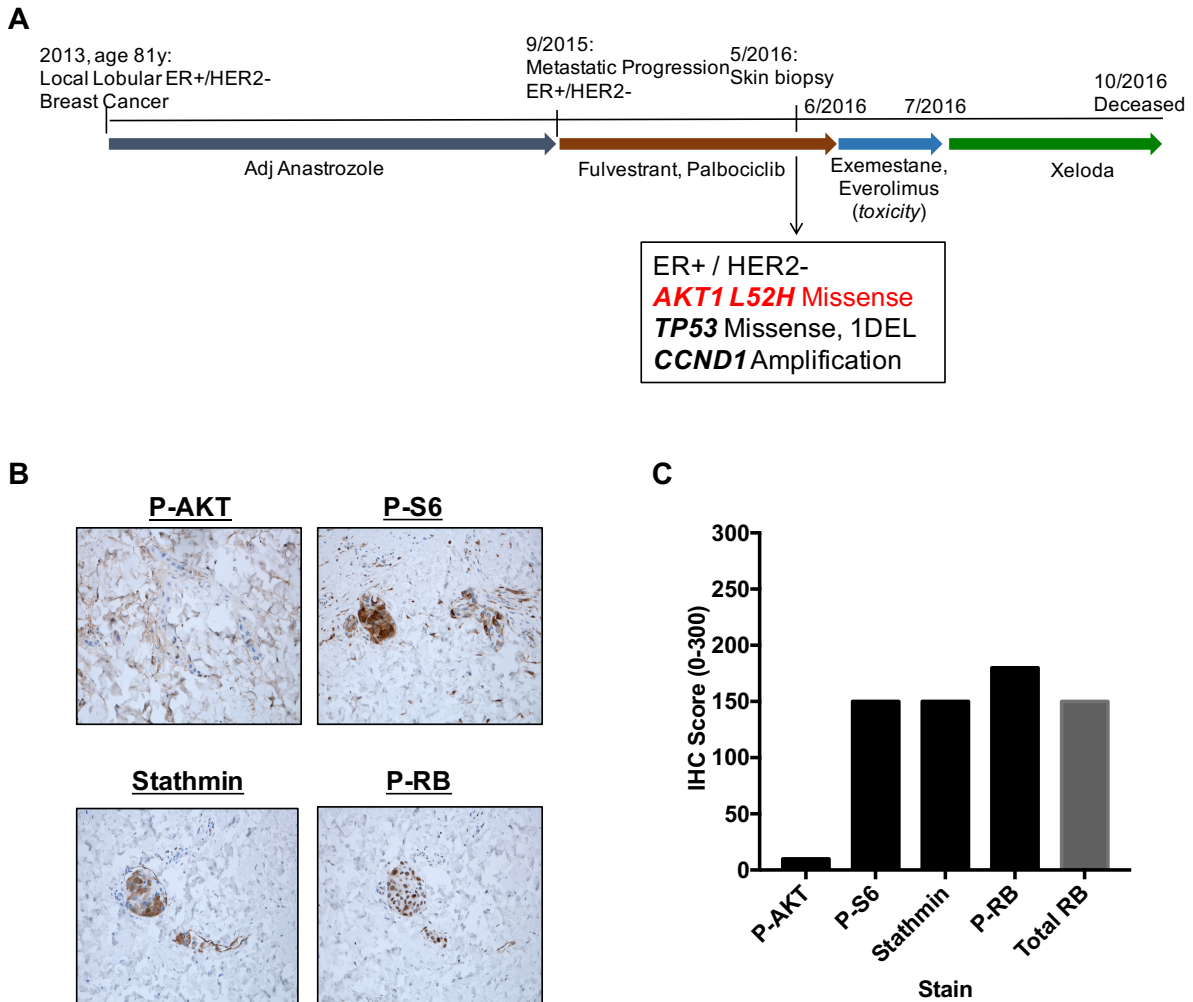 A
2013, age 81y:
Local Lobular ER+/HER2-
Breast Cancer
9/2015:
Metastatic Progression
ER+/HER2-
5/2016:
Skin biopsy
6/2016
7/2016
10/2016
Deceased
Adj Anastrozole
Fulvestrant, Palbociclib
Exemestane,
Everolimus
(toxicity)
Xeloda
ER+ / HER2-
AKT1 L52H Missense
TP53 Missense, 1DEL
CCND1 Amplification
B
P-AKT
P-S6
Stathmin
P-RB
C
IHC Score (0-300)
300
250
200
150
100
50
0
P-AKT
P-S6
Stathmin
P-RB
Total RB
Stain